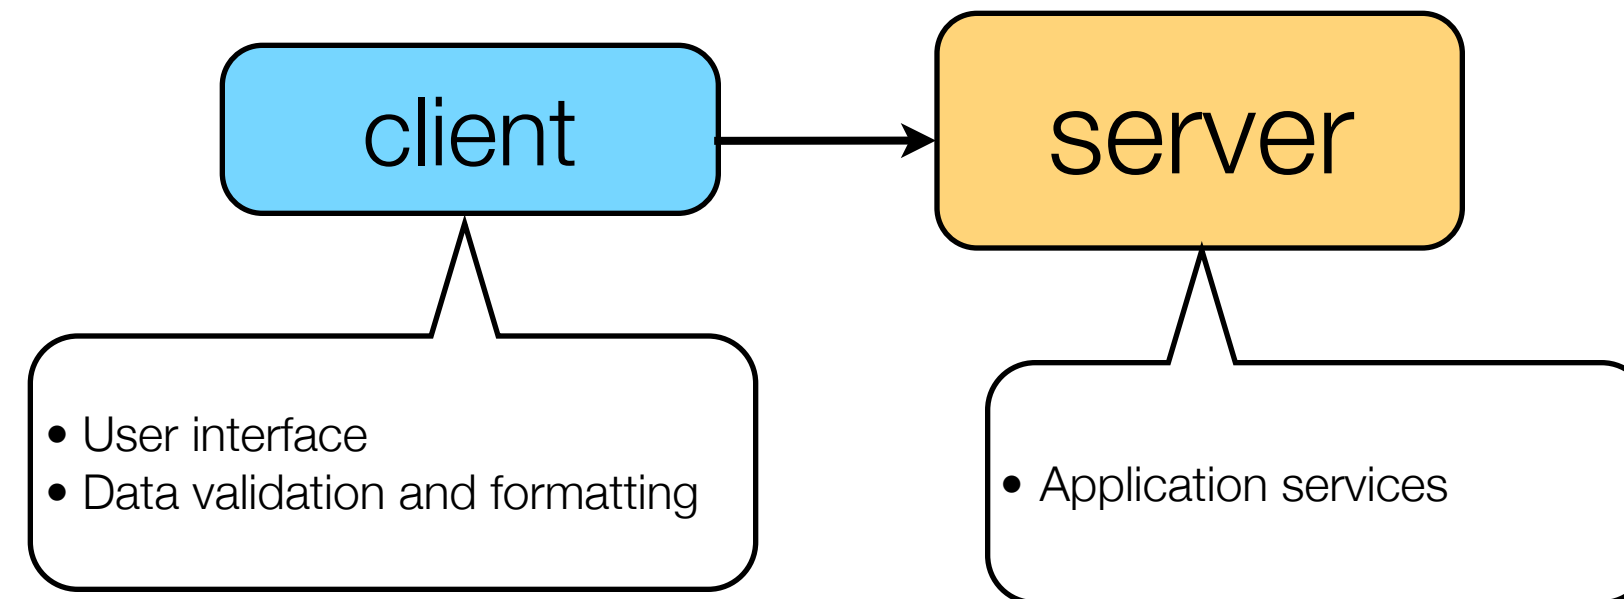 client
server
• User interface
• Data validation and formatting
• Application services